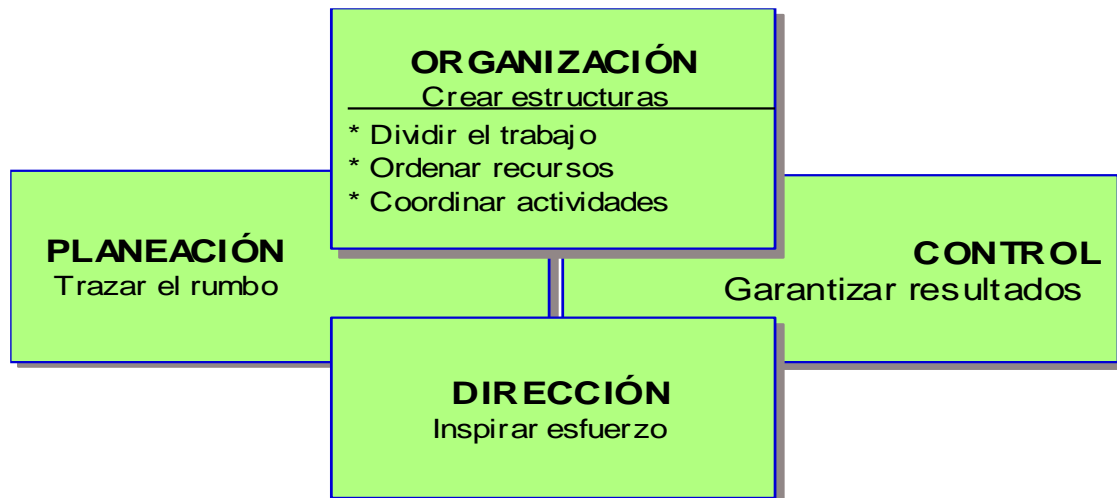 ORGANIZACIÓN
Crear estructuras
* Dividir el trabajo
* Ordenar recursos
* Coordinar actividades
PLANEACIÓN
Trazar el rumbo
CONTROL
Garantizar resultados
DIRECCIÓN
Inspirar esfuerzo